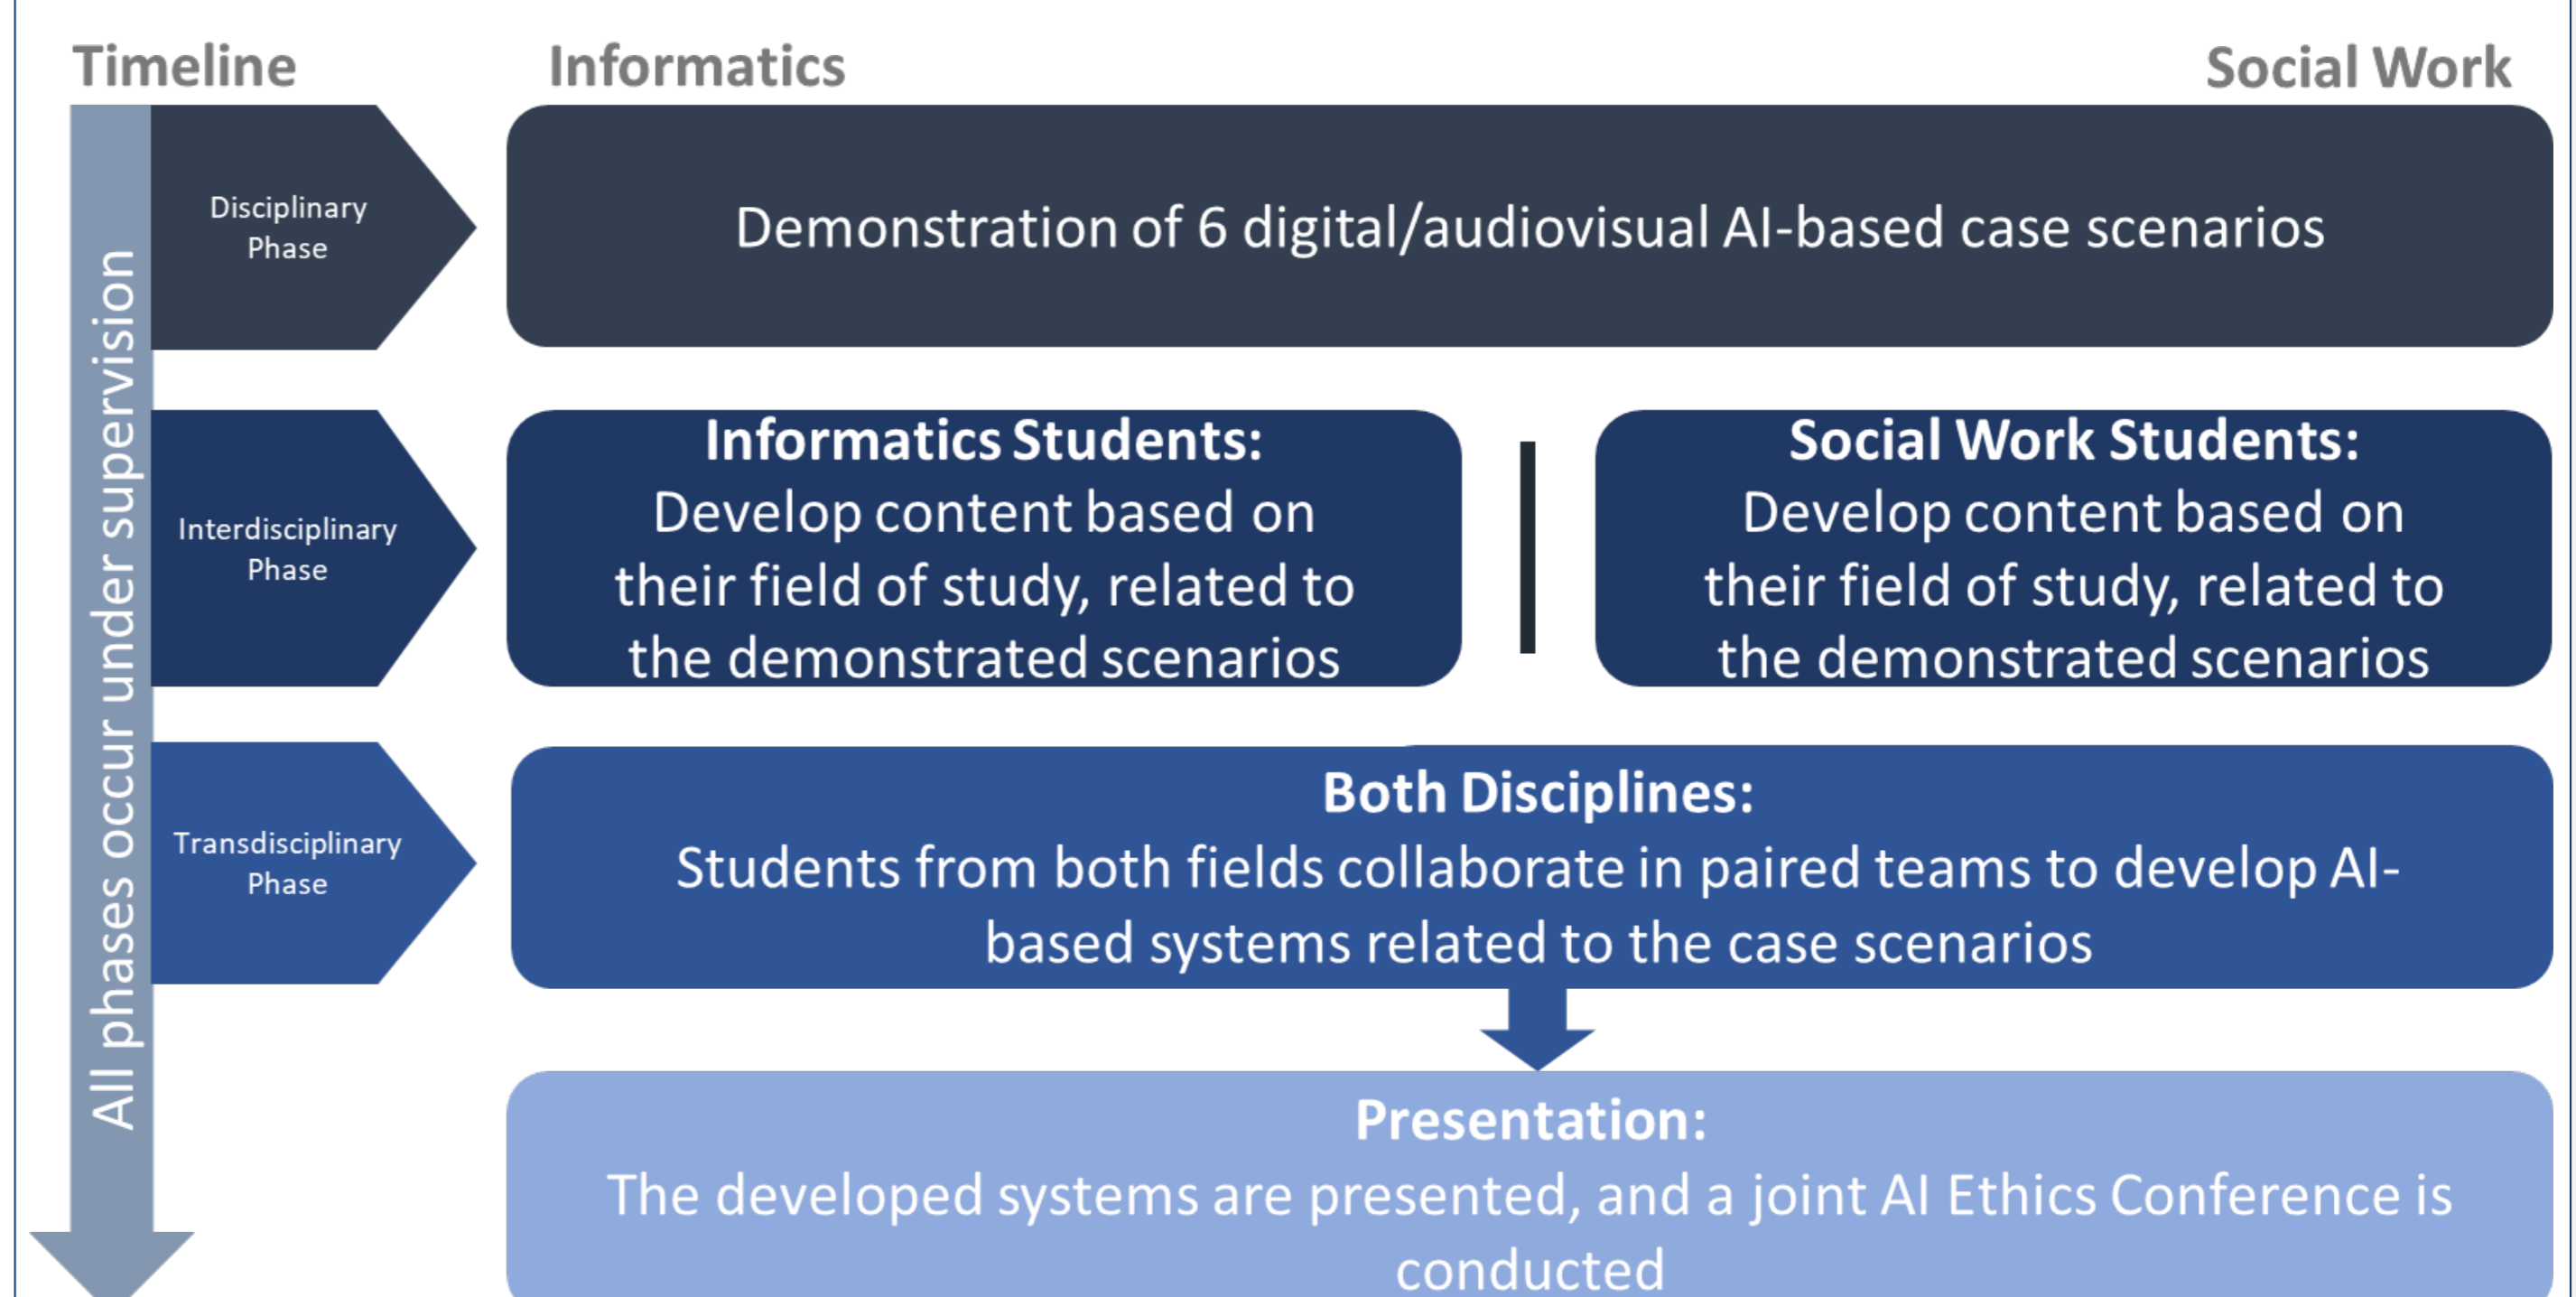 Timeline
Informatics
Social Work
All phases occur under supervision
Disciplinary
Phase
Demonstration of 6 digital/audiovisual AI-based case scenarios
Interdisciplinary
Phase
Informatics Students:
Develop content based on
their field of study, related to
the demonstrated scenarios
Social Work Students:
Develop content based on
their field of study, related to
the demonstrated scenarios
Transdisciplinary
Phase
Both Disciplines:
Students from both fields collaborate in paired teams to develop AI-
based systems related to the case scenarios
Presentation:
The developed systems are presented, and a joint AI Ethics Conference is
conducted